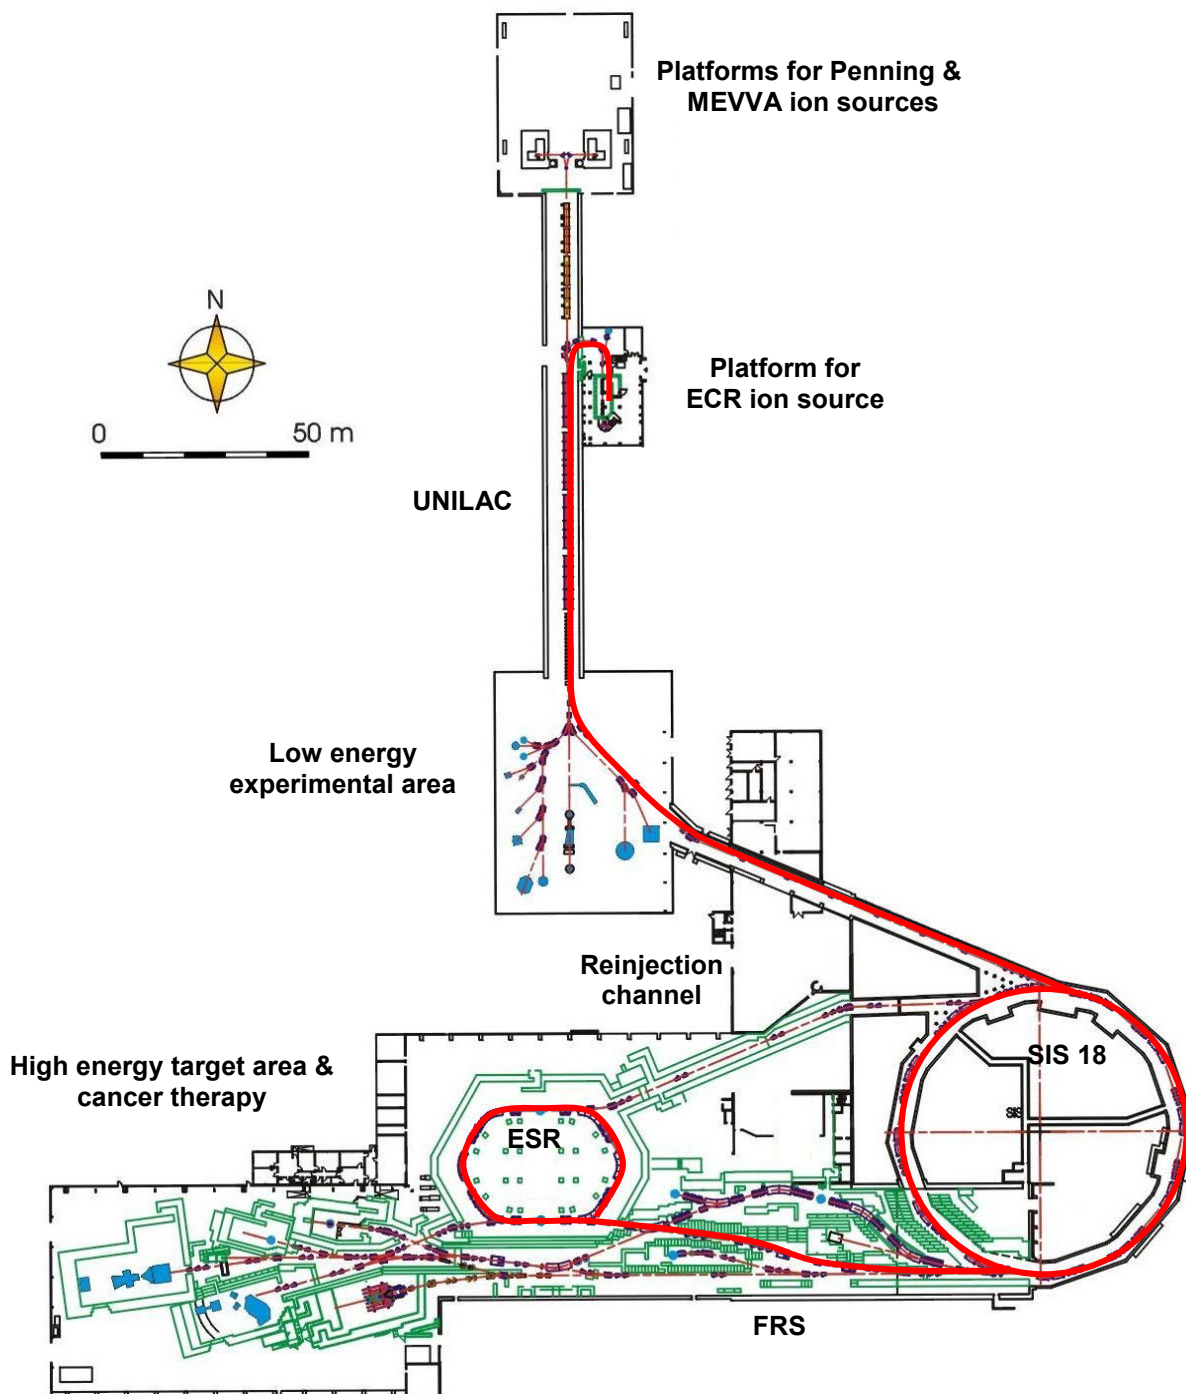 Platforms for Penning &
MEVVA ion sources
N
Platform for
ECR ion source
0 50 m
UNILAC
Low energy
experimental area
Reinjection
channel
SIS 18
High energy target area &
cancer therapy
SIS
ESR
FRS